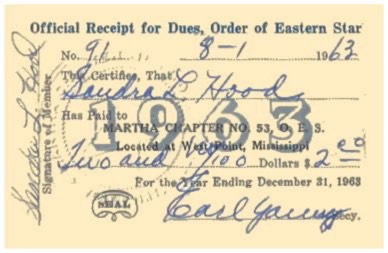 Official Receipt for Dues, Order of Eastern Star
No. 91 8-1 1963
This Certifies, That
Sandra L. Hood
1963
Has Paid to
MARTHA CHAPTER NO. 53, O. E. S.
Located at West Point, Mississippi
Two and no/100 Dollars $2.00
For the Year Ending December 31, 1963
SEAL
Earl Secy.
Sandra L. Hood
Signature of Member